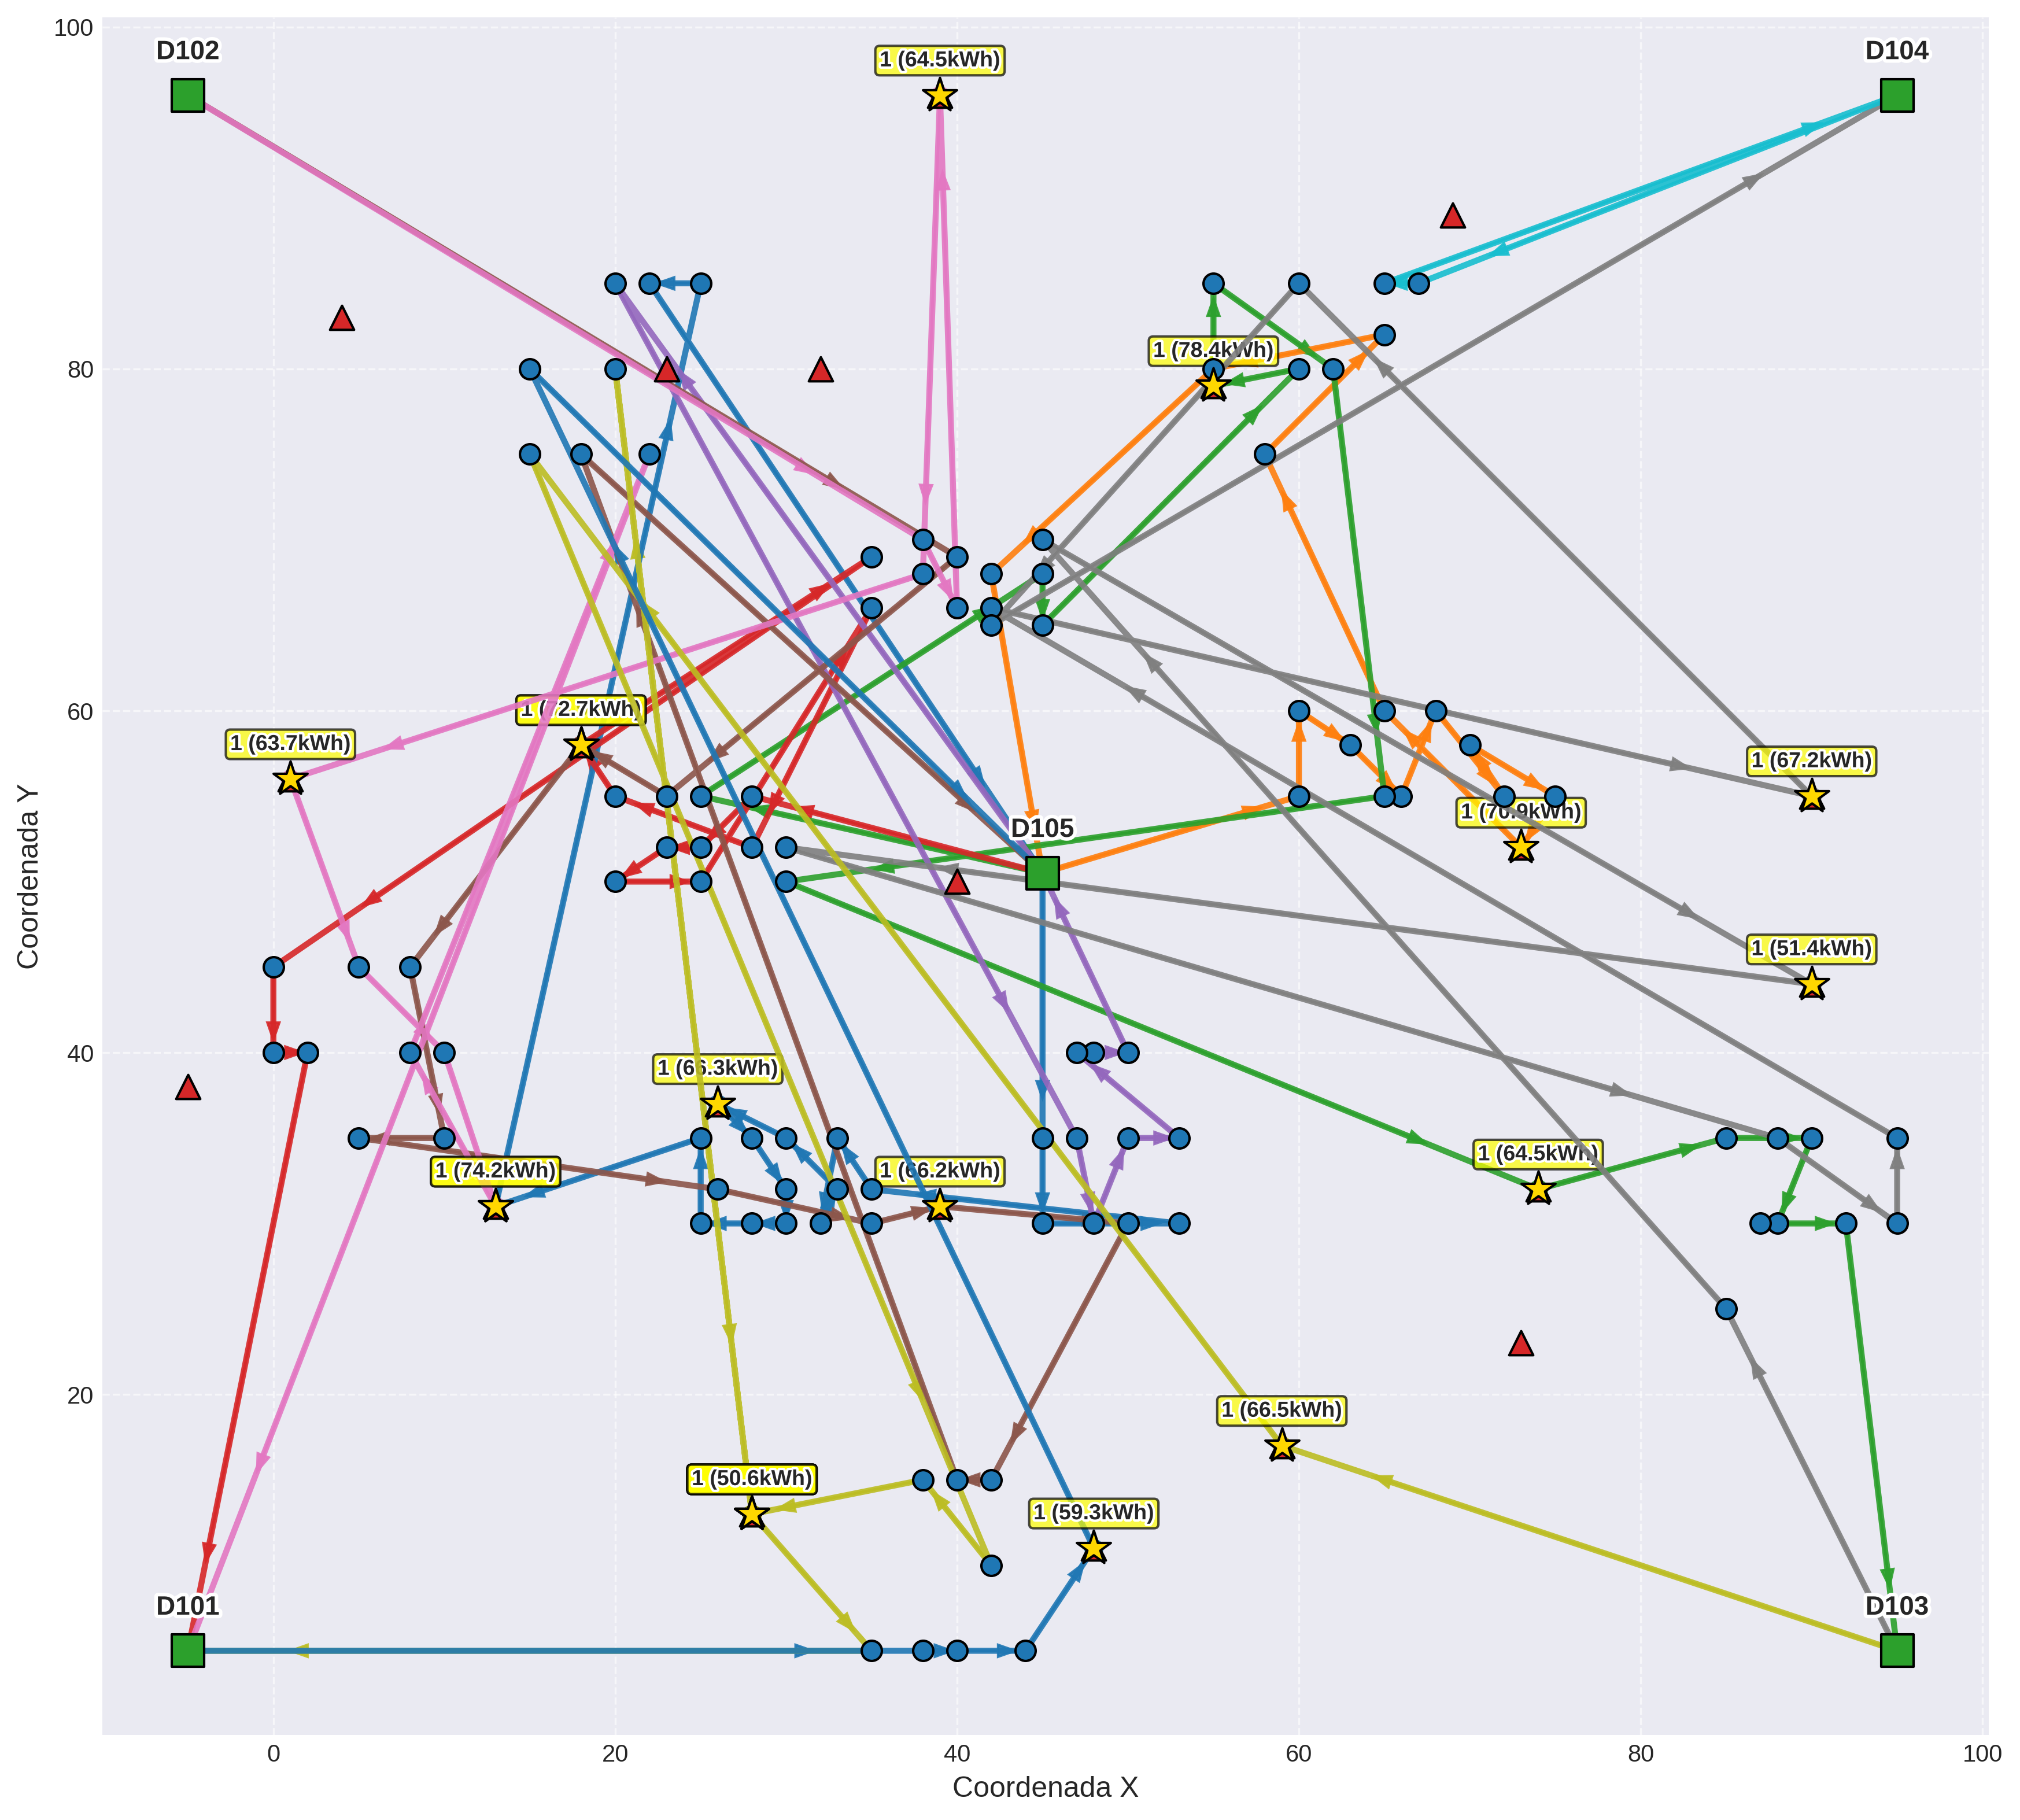 100
D102
D104
1 (64.5kWh)
80
1 (78.4kWh)
60
1 (72.7kWh)
1 (63.7kWh)
1 (67.2kWh)
1 (70.9kWh)
D105
1 (51.4kWh)
Coordenada Y
40
1 (66.3kWh)
1 (64.5kWh)
1 (74.2kWh)
1 (66.2kWh)
20
1 (66.5kWh)
1 (50.6kWh)
1 (59.3kWh)
D101
D103
0
20
40
60
80
100
Coordenada X